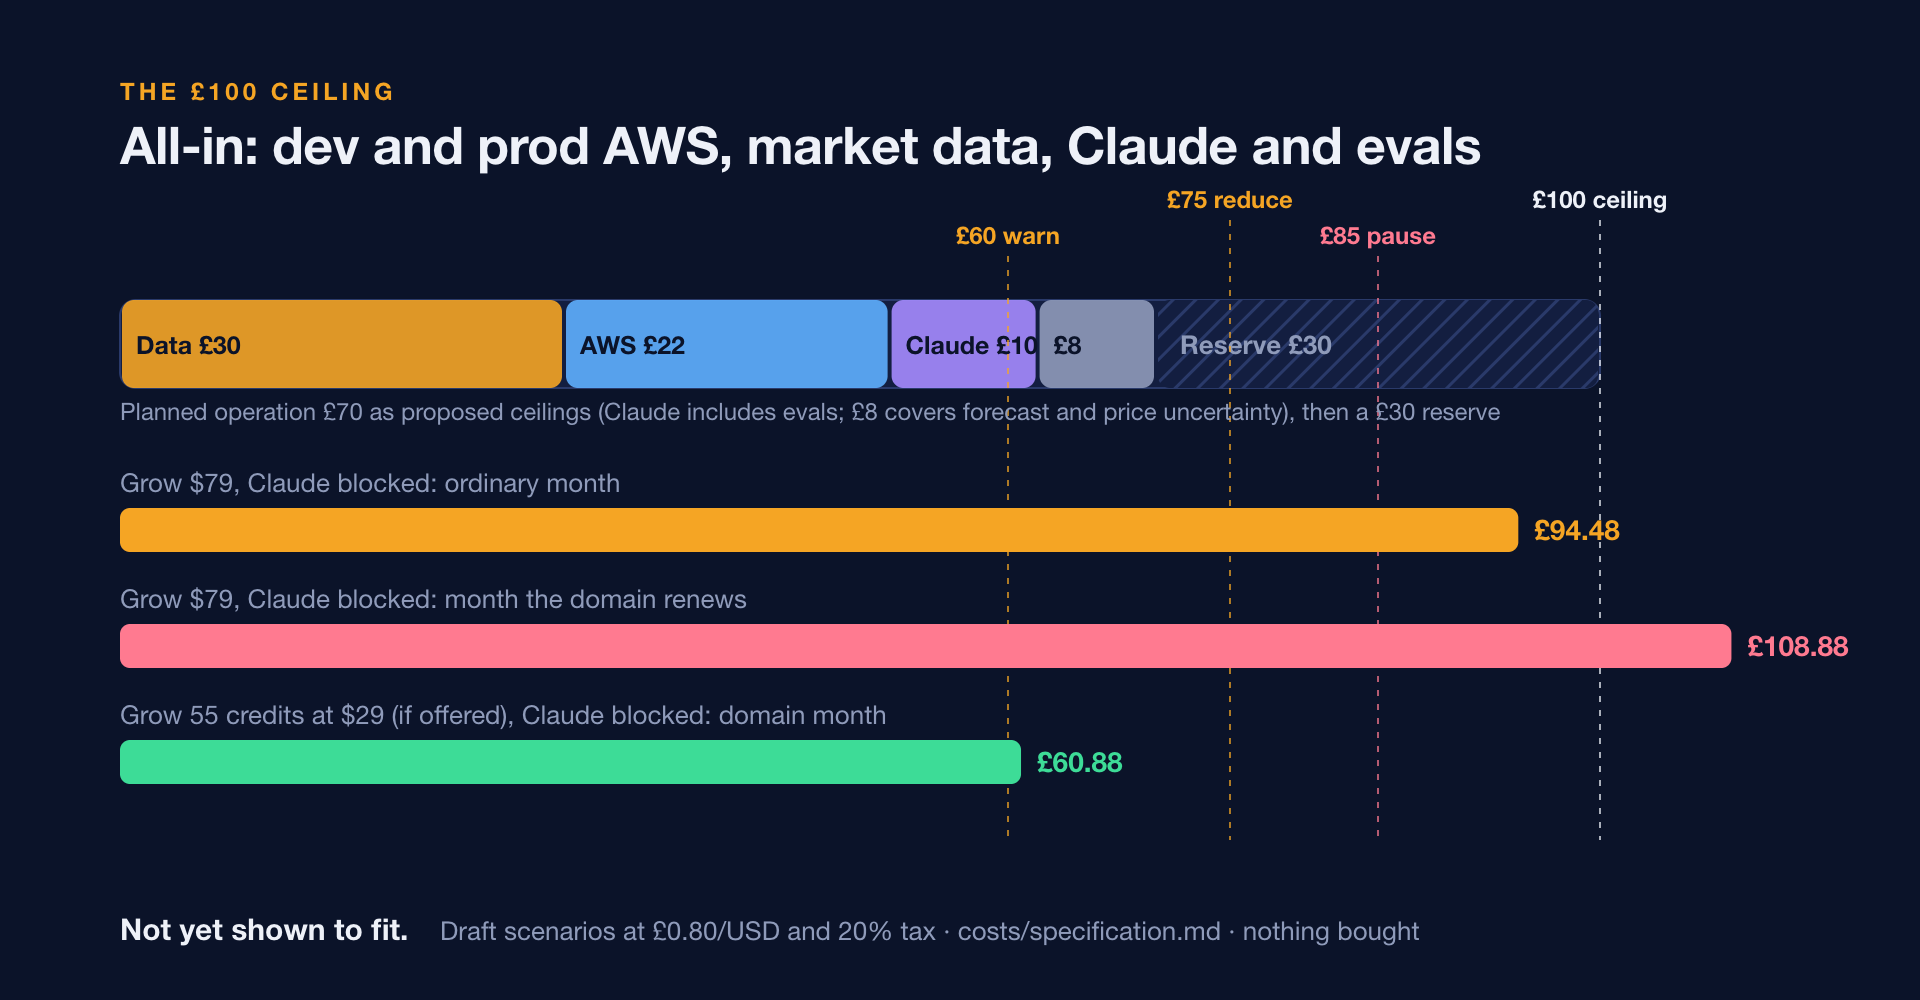 THE £100 CEILING
All-in: dev and prod AWS, market data, Claude and evals
£75 reduce
£100 ceiling
£60 warn
£85 pause
Data £30
AWS £22
Claude £10
£8
Reserve £30
Planned operation £70 as proposed ceilings (Claude includes evals; £8 covers forecast and price uncertainty), then a £30 reserve
Grow $79, Claude blocked: ordinary month
£94.48
Grow $79, Claude blocked: month the domain renews
£108.88
Grow 55 credits at $29 (if offered), Claude blocked: domain month
£60.88
Not yet shown to fit.
Draft scenarios at £0.80/USD and 20% tax · costs/specification.md · nothing bought